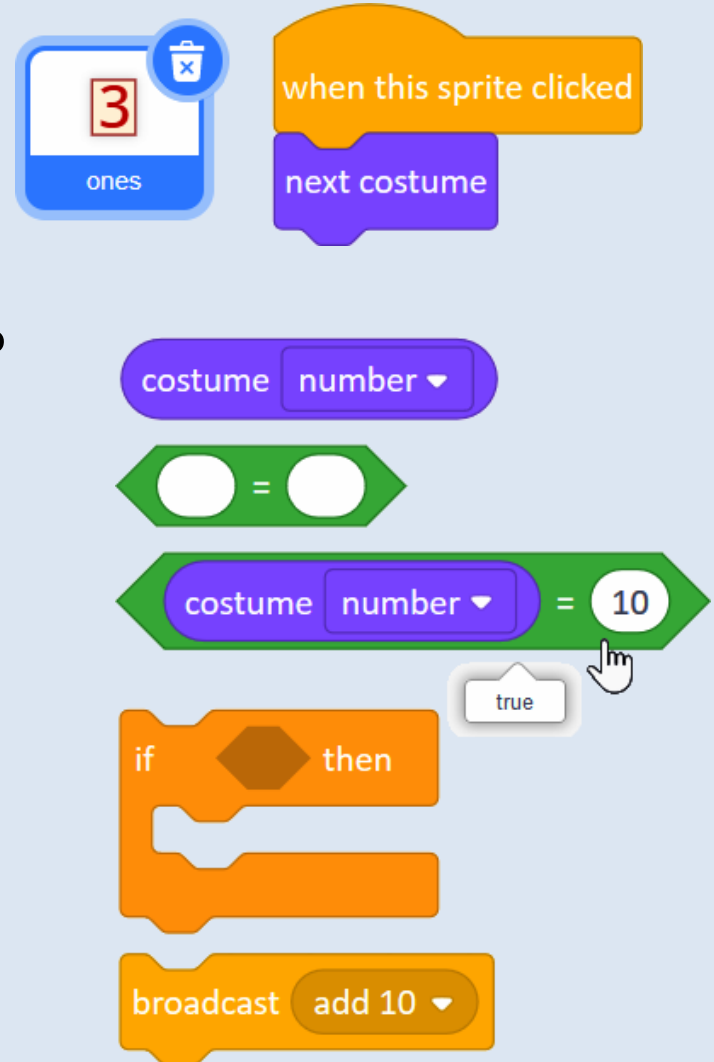 3
ones
when this sprite clicked
next costume
costume number
=
costume number = 10
true
if then
broadcast add 10